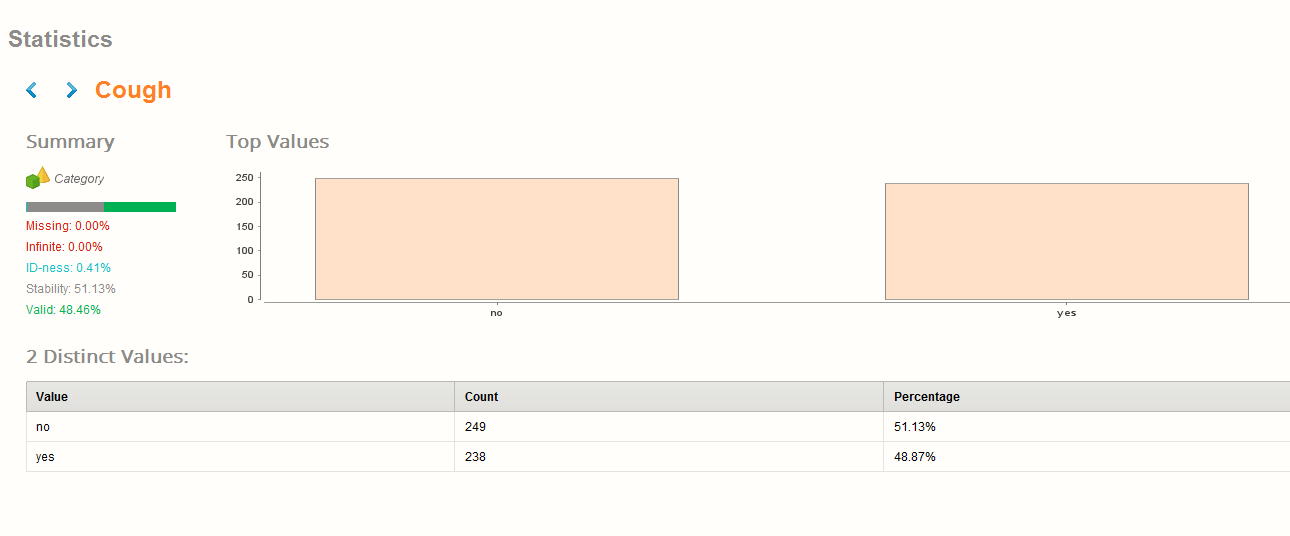 Statistics
Cough
Summary
Top Values
Category
Missing: 0.00%
Infinite: 0.00%
ID-ness: 0.41%
Stability: 51.13%
Valid: 48.46%
250
200
150
100
50
0
no yes
2 Distinct Values:
Value Count Percentage
no 249 51.13%
yes 238 48.87%